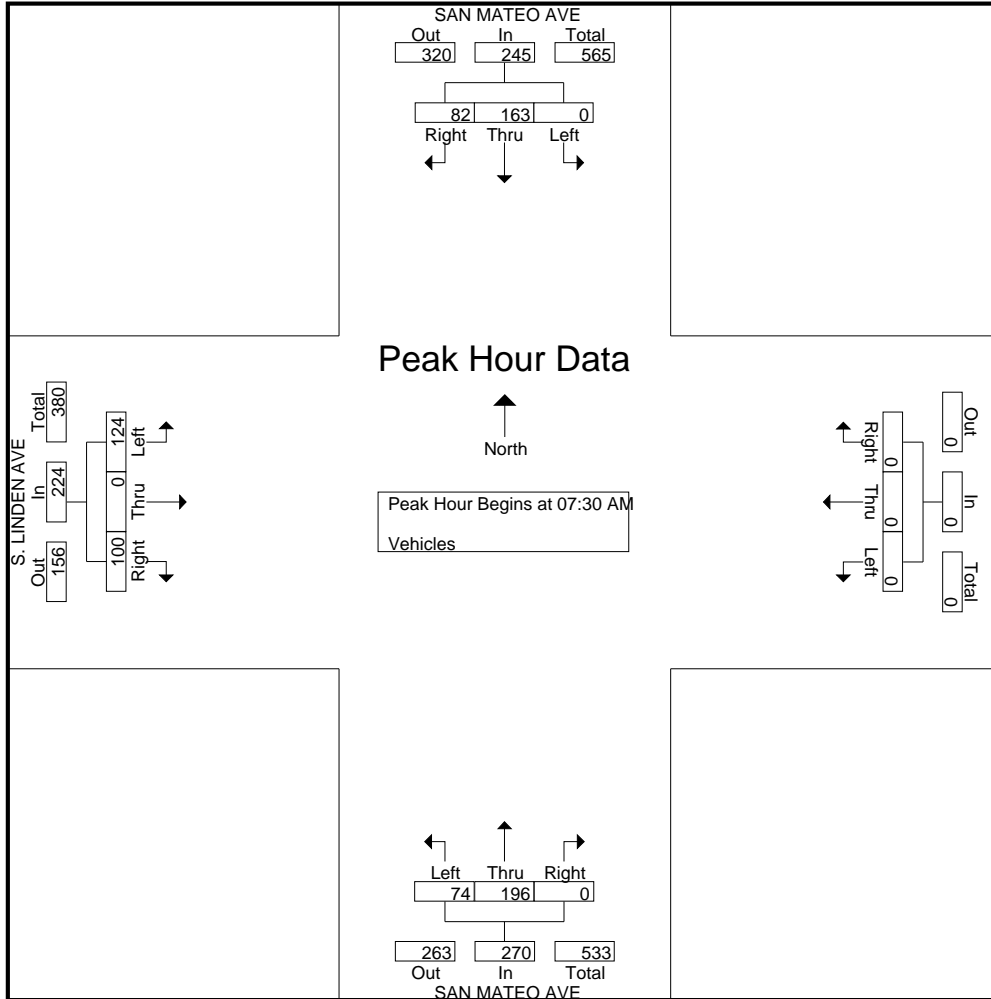 SAN MATEO AVE
Out In Total
320 245 565
82 163 0
Right Thru Left
Peak Hour Data
North
Peak Hour Begins at 07:30 AM
Vehicles
S. LINDEN AVE
Out In Total
156 224 380
Right Thru Left
100 0 124
Out In Total
0 0 0
Right Thru Left
0 0 0
Left Thru Right
74 196 0
263 270 533
Out In Total
SAN MATEO AVE